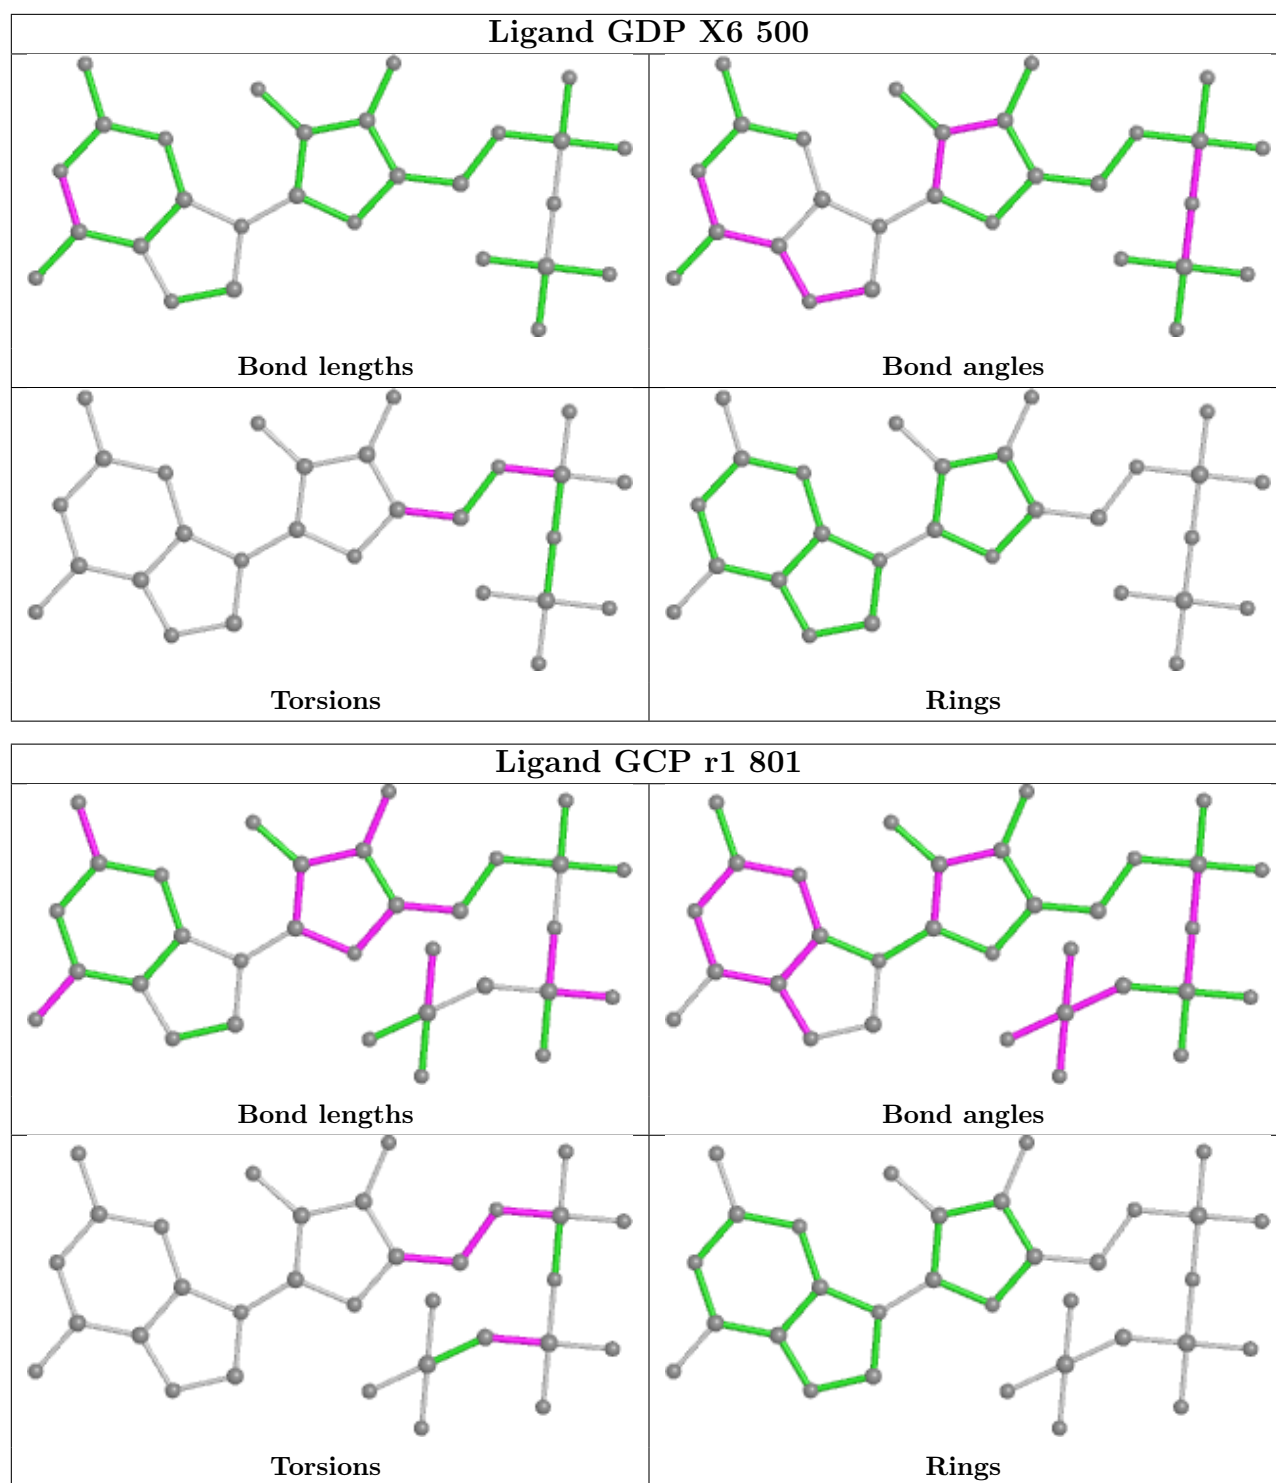 Ligand GDP X6 500
Bond lengths
Bond angles
Torsions
Rings
Ligand GCP r1 801
Bond lengths
Bond angles
Torsions
Rings